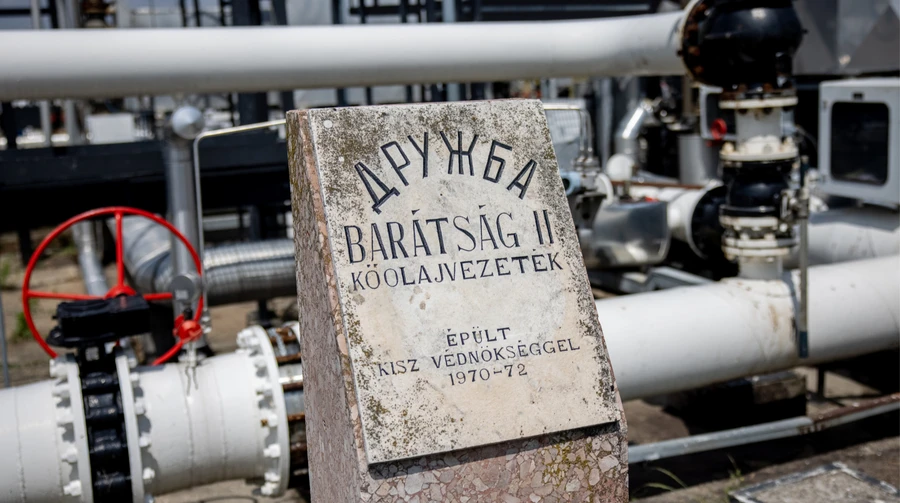 ДРУЖБА
BARÁTSÁG II
KŐOLAJVEZETÉK
ÉPÜLT
KISZ VÉDNÖKSÉGGEL
1970-72